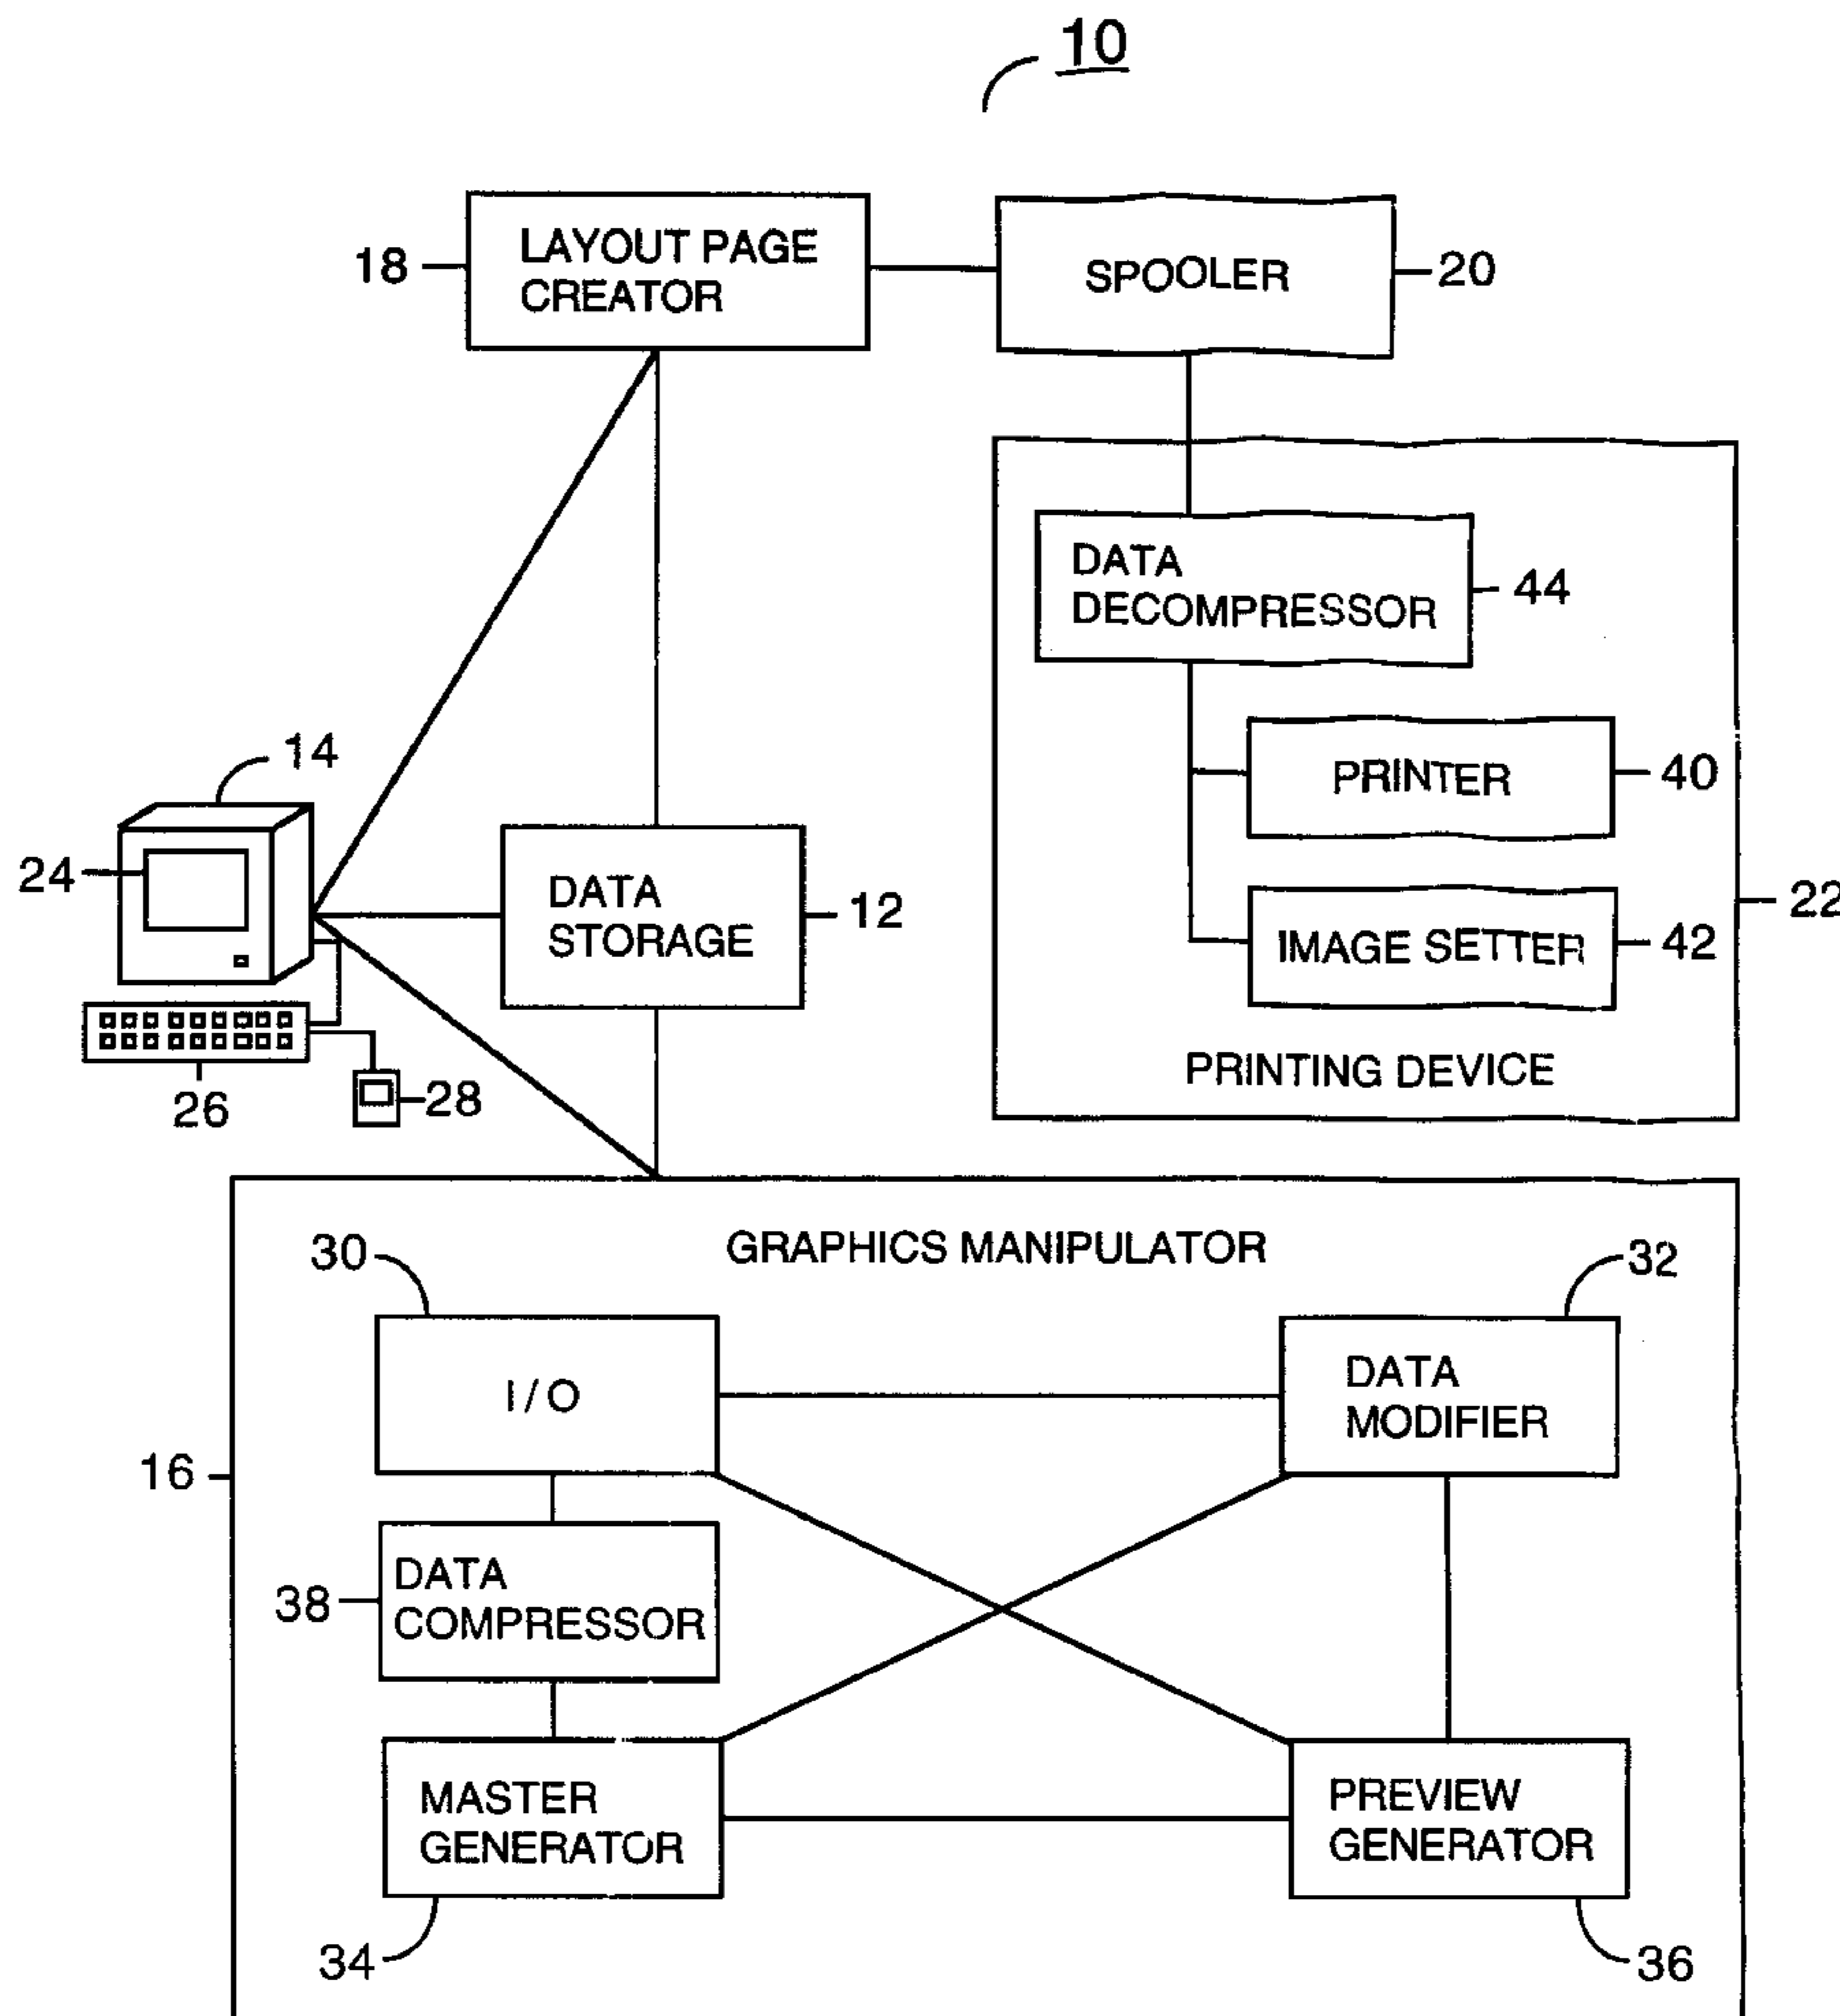 10
LAYOUT PAGE
CREATOR
18
SPOOLER
20
DATA
DECOMPRESSOR
44
PRINTER
40
IMAGE SETTER
42
PRINTING DEVICE
22
14
24
DATA
STORAGE
12
26
28
GRAPHICS MANIPULATOR
16
30
I/O
32
DATA
MODIFIER
38
DATA
COMPRESSOR
MASTER
GENERATOR
34
PREVIEW
GENERATOR
36